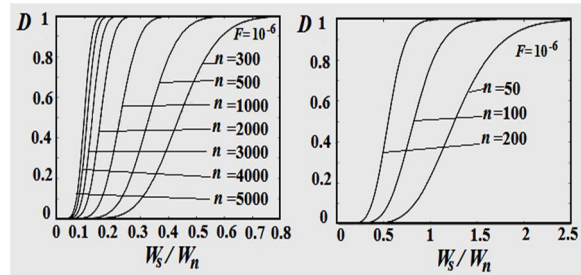 D 1
0.8
0.6
0.4
0.2
0
F=10⁻⁶
n=300
n=500
n=1000
n=2000
n=3000
n=4000
n=5000
0 0.1 0.2 0.3 0.4 0.5 0.6 0.7 0.8
Ws/Wn
D 1
0.8
0.6
0.4
0.2
0
F=10⁻⁶
n=50
n=100
n=200
0 0.5 1 1.5 2 2.5
Ws/Wn